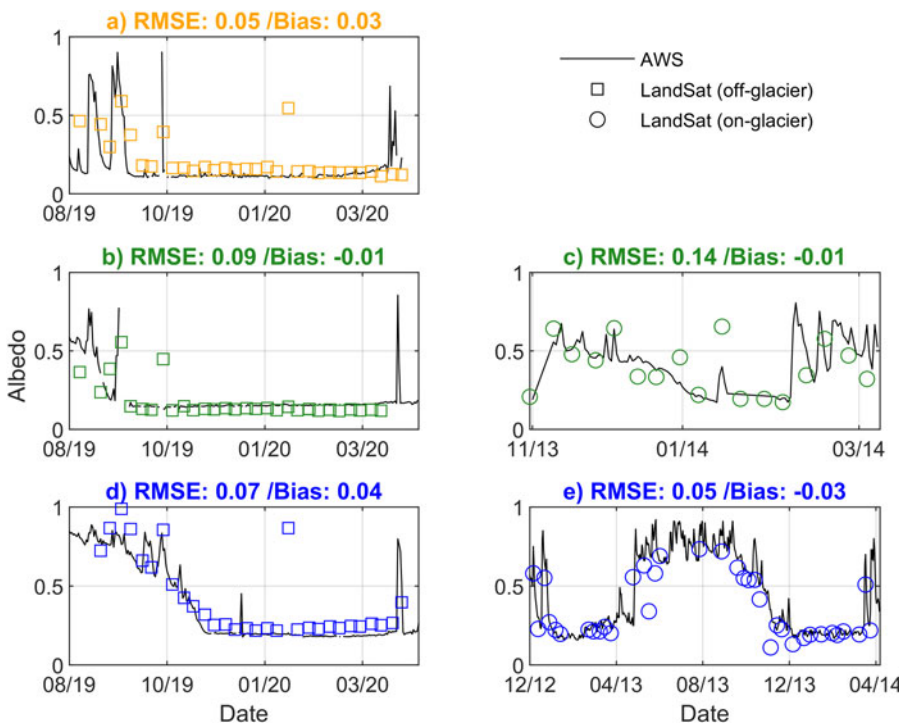 a) RMSE: 0.05 /Bias: 0.03
1
0.5
0
08/19 10/19 01/20 03/20
AWS
LandSat (off-glacier)
LandSat (on-glacier)
b) RMSE: 0.09 /Bias: -0.01
1
0.5
0
Albedo
08/19 10/19 01/20 03/20
c) RMSE: 0.14 /Bias: -0.01
1
0.5
0
11/13 01/14 03/14
d) RMSE: 0.07 /Bias: 0.04
1
0.5
0
08/19 10/19 01/20 03/20
Date
e) RMSE: 0.05 /Bias: -0.03
1
0.5
0
12/12 04/13 08/13 12/13 04/14
Date